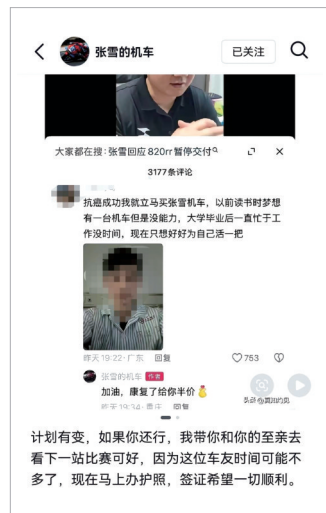 张雪的机车
已关注
大家都在搜：张雪回应820rr暂停交付
3177条评论
抗癌成功我就立马买张雪机车，以前读书时梦想
有一台机车但是没能力，大学毕业后一直忙于工
作没时间，现在只想好好为自己活一把
昨天 19:22·广东 回复
753
张雪的机车 作者
加油，康复了给你半价
昨天 19:34·重庆 回复
计划有变，如果你还行，我带你和你的至亲去
看下一站比赛可好，因为这位车友时间可能不
多了，现在马上办护照，签证希望一切顺利。